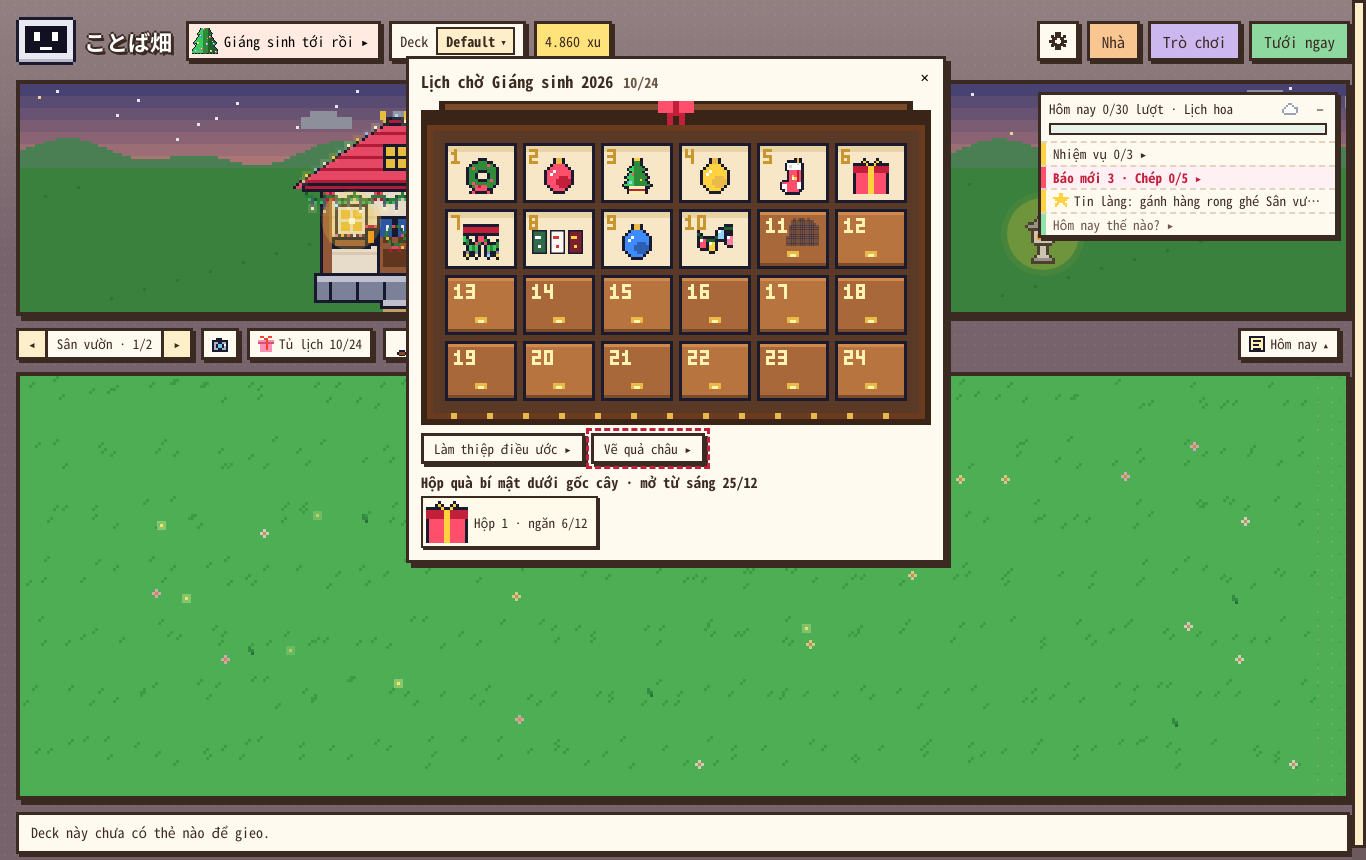 ことば畑
Giáng sinh tới rồi ▸
Deck Default ▾
4.860 xu
Nhà
Trò chơi
Tưới ngay
Lịch chờ Giáng sinh 2026 10/24
×
1 2 3 4 5 6
7 8 9 10 11 12
13 14 15 16 17 18
19 20 21 22 23 24
Làm thiệp điều ước ▸
Vẽ quả châu ▸
Hộp quà bí mật dưới gốc cây · mở từ sáng 25/12
Hộp 1 · ngăn 6/12
Hôm nay 0/30 lượt · Lịch hoa
–
Nhiệm vụ 0/3 ▸
Báo mới 3 · Chép 0/5 ▸
Tin làng: gánh hàng rong ghé Sân vư…
Hôm nay thế nào? ▸
◂ Sân vườn · 1/2 ▸
Tủ lịch 10/24
Hôm nay ▴
Deck này chưa có thẻ nào để gieo.